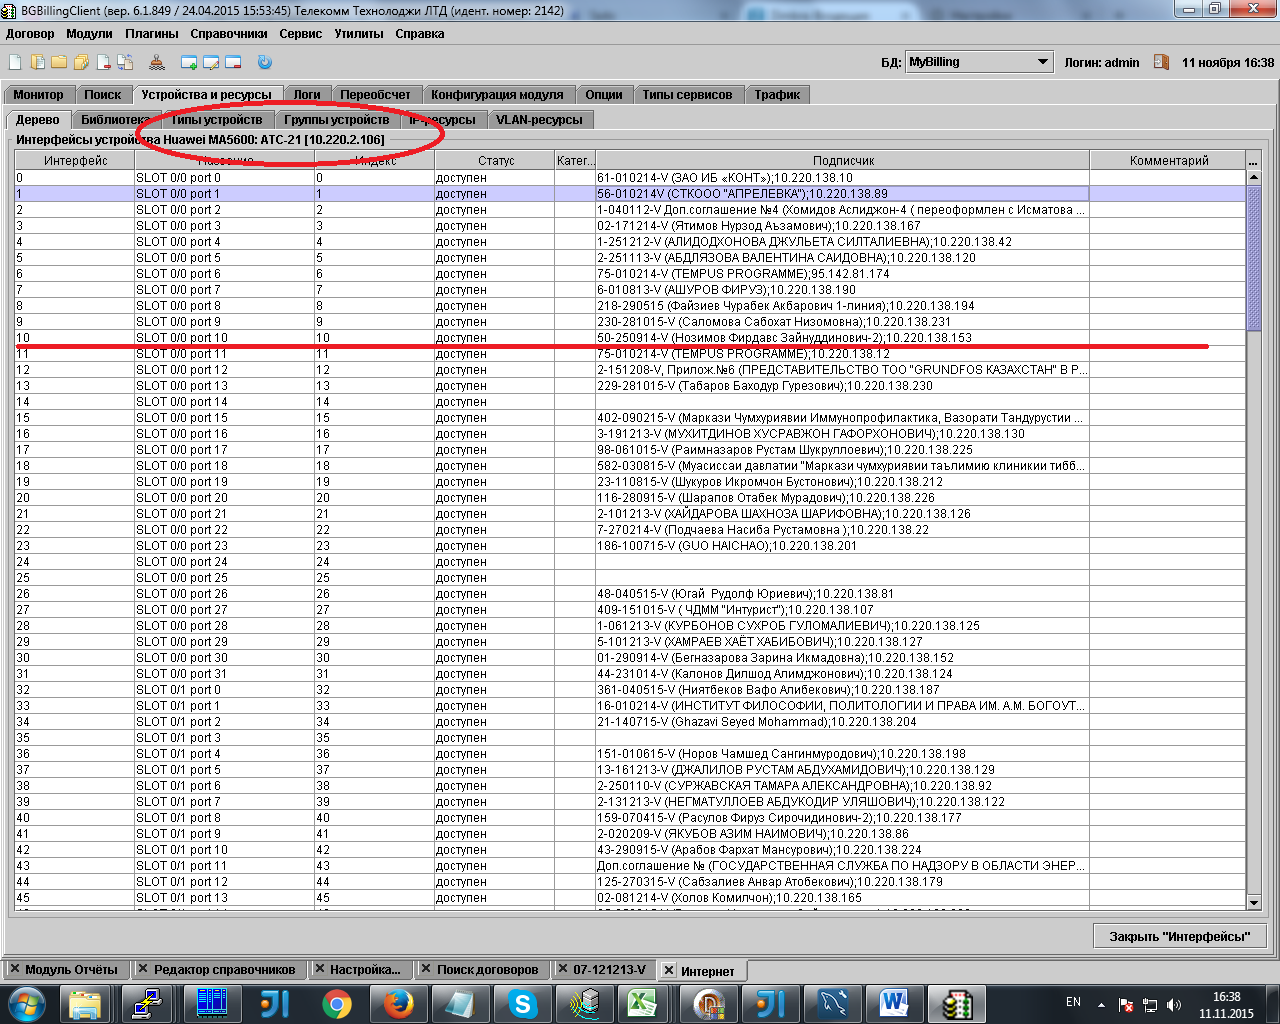 BGBillingClient (вер. 6.1.849 / 24.04.2015 15:53:45) Телекомм Технолоджи ЛТД (идент. номер: 2142)
Договор Модули Плагины Справочники Сервис Утилиты Справка
БД: MyBilling Логин: admin 11 ноября 16:38
Монитор Поиск Устройства и ресурсы Логи Переобсчет Конфигурация модуля Опции Типы сервисов Трафик
Дерево Библиотека Типы устройств Группы устройств IP-ресурсы VLAN-ресурсы
Интерфейсы устройства Huawei MA5600: АТС-21 [10.220.2.106]
Интерфейс Название Индекс Статус Катег... Подписчик Комментарий ...
0 SLOT 0/0 port 0 0 доступен 61-010214-V (ЗАО ИБ «КОНТ»);10.220.138.10
1 SLOT 0/0 port 1 1 доступен 56-010214V (СТКООО "АПРЕЛЕВКА");10.220.138.89
2 SLOT 0/0 port 2 2 доступен 1-040112-V Доп.соглашение №4 (Хомидов Аслиджон-4 ( переоформлен с Исматова ...
3 SLOT 0/0 port 3 3 доступен 02-171214-V (Ятимов Нурзод Аъзамович);10.220.138.167
4 SLOT 0/0 port 4 4 доступен 1-251212-V (АЛИДОДХОНОВА ДЖУЛЬЕТА СИЛТАЛИЕВНА);10.220.138.42
5 SLOT 0/0 port 5 5 доступен 2-251113-V (АБДЛЯЗОВА ВАЛЕНТИНА САИДОВНА);10.220.138.120
6 SLOT 0/0 port 6 6 доступен 75-010214-V (TEMPUS PROGRAMME);95.142.81.174
7 SLOT 0/0 port 7 7 доступен 6-010813-V (АШУРОВ ФИРУЗ);10.220.138.190
8 SLOT 0/0 port 8 8 доступен 218-290515 (Файзиев Чурабек Акбарович 1-линия);10.220.138.194
9 SLOT 0/0 port 9 9 доступен 230-281015-V (Саломова Сабохат Низомовна);10.220.138.231
10 SLOT 0/0 port 10 10 доступен 50-250914-V (Нозимов Фирдавс Зайнуддинович-2);10.220.138.153
11 SLOT 0/0 port 11 11 доступен 75-010214-V (TEMPUS PROGRAMME);10.220.138.12
12 SLOT 0/0 port 12 12 доступен 2-151208-V, Прилож.№6 (ПРЕДСТАВИТЕЛЬСТВО ТОО "GRUNDFOS КАЗАХСТАН" В Р...
13 SLOT 0/0 port 13 13 доступен 229-281015-V (Табаров Баходур Гурезович);10.220.138.230
14 SLOT 0/0 port 14 14 доступен
15 SLOT 0/0 port 15 15 доступен 402-090215-V (Маркази Чумхуриявии Иммунопрофилактика, Вазорати Тандурустии ...
16 SLOT 0/0 port 16 16 доступен 3-191213-V (МУХИТДИНОВ ХУСРАВЖОН ГАФОРХОНОВИЧ);10.220.138.130
17 SLOT 0/0 port 17 17 доступен 98-061015-V (Раимназаров Рустам Шукруллоевич);10.220.138.225
18 SLOT 0/0 port 18 18 доступен 582-030815-V (Муасиссаи давлатии "Маркази чумхуриявии таълимию клиникии тибб...
19 SLOT 0/0 port 19 19 доступен 23-110815-V (Шукуров Икромчон Бустонович);10.220.138.212
20 SLOT 0/0 port 20 20 доступен 116-280915-V (Шарапов Отабек Мурадович);10.220.138.226
21 SLOT 0/0 port 21 21 доступен 2-101213-V (ХАЙДАРОВА ШАХНОЗА ШАРИФОВНА);10.220.138.126
22 SLOT 0/0 port 22 22 доступен 7-270214-V (Подчаева Насиба Рустамовна );10.220.138.22
23 SLOT 0/0 port 23 23 доступен 186-100715-V (GUO HAICHAO);10.220.138.201
24 SLOT 0/0 port 24 24 доступен
25 SLOT 0/0 port 25 25 доступен
26 SLOT 0/0 port 26 26 доступен 48-040515-V (Югай  Рудолф Юриевич);10.220.138.81
27 SLOT 0/0 port 27 27 доступен 409-151015-V ( ЧДММ "Интурист");10.220.138.107
28 SLOT 0/0 port 28 28 доступен 1-061213-V (КУРБОНОВ СУХРОБ ГУЛОМАЛИЕВИЧ);10.220.138.125
29 SLOT 0/0 port 29 29 доступен 5-101213-V (ХАМРАЕВ ХАЁТ ХАБИБОВИЧ);10.220.138.127
30 SLOT 0/0 port 30 30 доступен 01-290914-V (Бегназарова Зарина Икмадовна);10.220.138.152
31 SLOT 0/0 port 31 31 доступен 44-231014-V (Калонов Дилшод Алимджонович);10.220.138.124
32 SLOT 0/1 port 0 32 доступен 361-040515-V (Ниятбеков Вафо Алибекович);10.220.138.187
33 SLOT 0/1 port 1 33 доступен 16-010214-V (ИНСТИТУТ ФИЛОСОФИИ, ПОЛИТОЛОГИИ И ПРАВА ИМ. А.М. БОГОУТ...
34 SLOT 0/1 port 2 34 доступен 21-140715-V (Ghazavi Seyed Mohammad);10.220.138.204
35 SLOT 0/1 port 3 35 доступен
36 SLOT 0/1 port 4 36 доступен 151-010615-V (Норов Чамшед Сангинмуродович);10.220.138.198
37 SLOT 0/1 port 5 37 доступен 13-161213-V (ДЖАЛИЛОВ РУСТАМ АБДУХАМИДОВИЧ);10.220.138.129
38 SLOT 0/1 port 6 38 доступен 2-250110-V (СУРЖАВСКАЯ ТАМАРА АЛЕКСАНДРОВНА);10.220.138.92
39 SLOT 0/1 port 7 39 доступен 2-131213-V (НЕГМАТУЛЛОЕВ АБДУКОДИР УЛЯШОВИЧ);10.220.138.122
40 SLOT 0/1 port 8 40 доступен 159-070415-V (Расулов Фируз Сирочидинович-2);10.220.138.177
41 SLOT 0/1 port 9 41 доступен 2-020209-V (ЯКУБОВ АЗИМ НАИМОВИЧ);10.220.138.86
42 SLOT 0/1 port 10 42 доступен 43-290915-V (Арабов Фархат Мансурович);10.220.138.224
43 SLOT 0/1 port 11 43 доступен Доп.соглашение № (ГОСУДАРСТВЕННАЯ СЛУЖБА ПО НАДЗОРУ В ОБЛАСТИ ЭНЕР...
44 SLOT 0/1 port 12 44 доступен 125-270315-V (Сабзалиев Анвар Атобекович);10.220.138.179
45 SLOT 0/1 port 13 45 доступен 02-081214-V (Холов Комилчон);10.220.138.165
Закрыть "Интерфейсы"
Модуль Отчёты Редактор справочников Настройка... Поиск договоров 07-121213-V Интернет
EN 16:38
11.11.2015